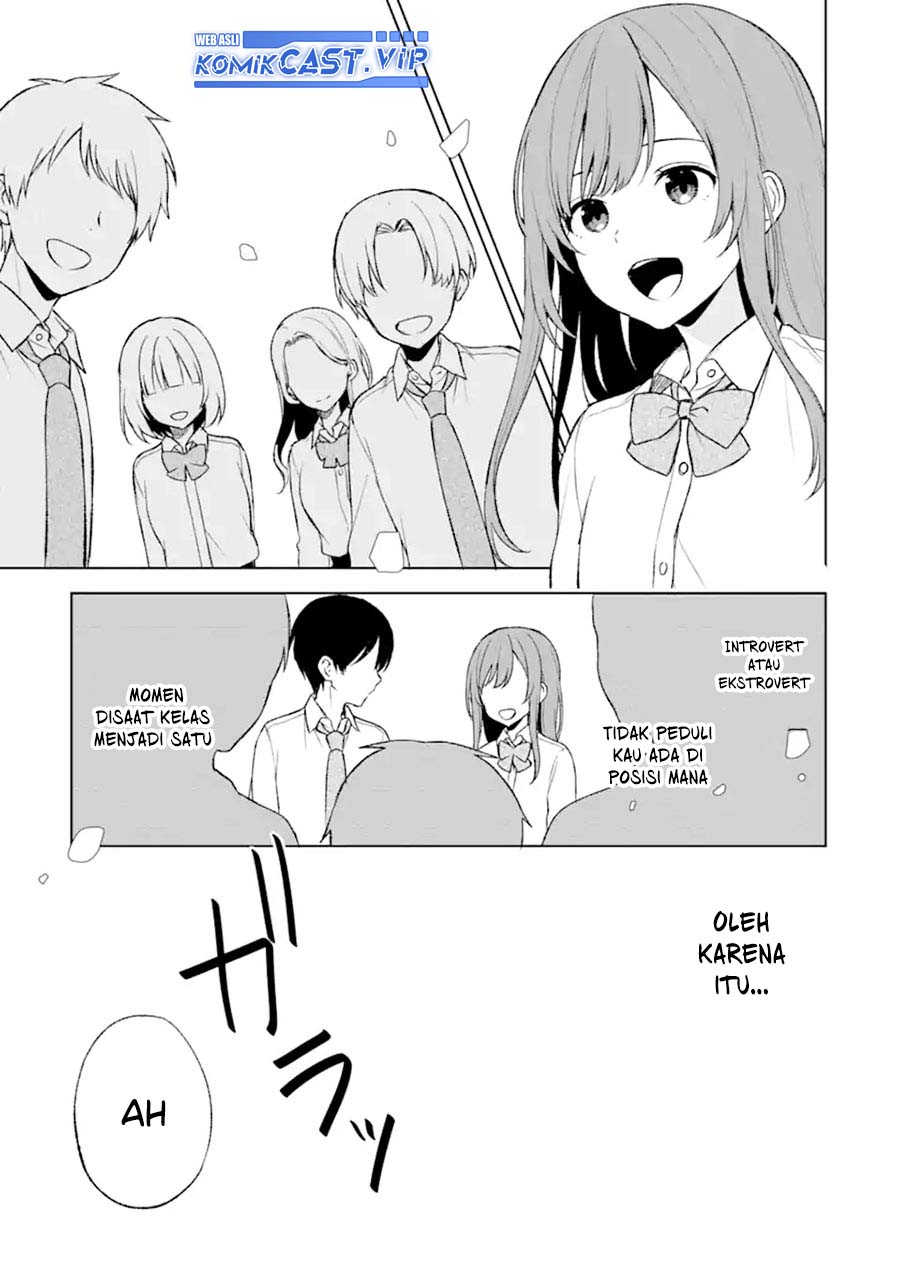 WEB ASLI
KOMIKCAST.VIP
INTROVERT
ATAU
EKSTROVERT
TIDAK PEDULI
KAU ADA DI
POSISI MANA
MOMEN
DISAAT KELAS
MENJADI SATU
OLEH
KARENA
ITU...
ガラッ
AH